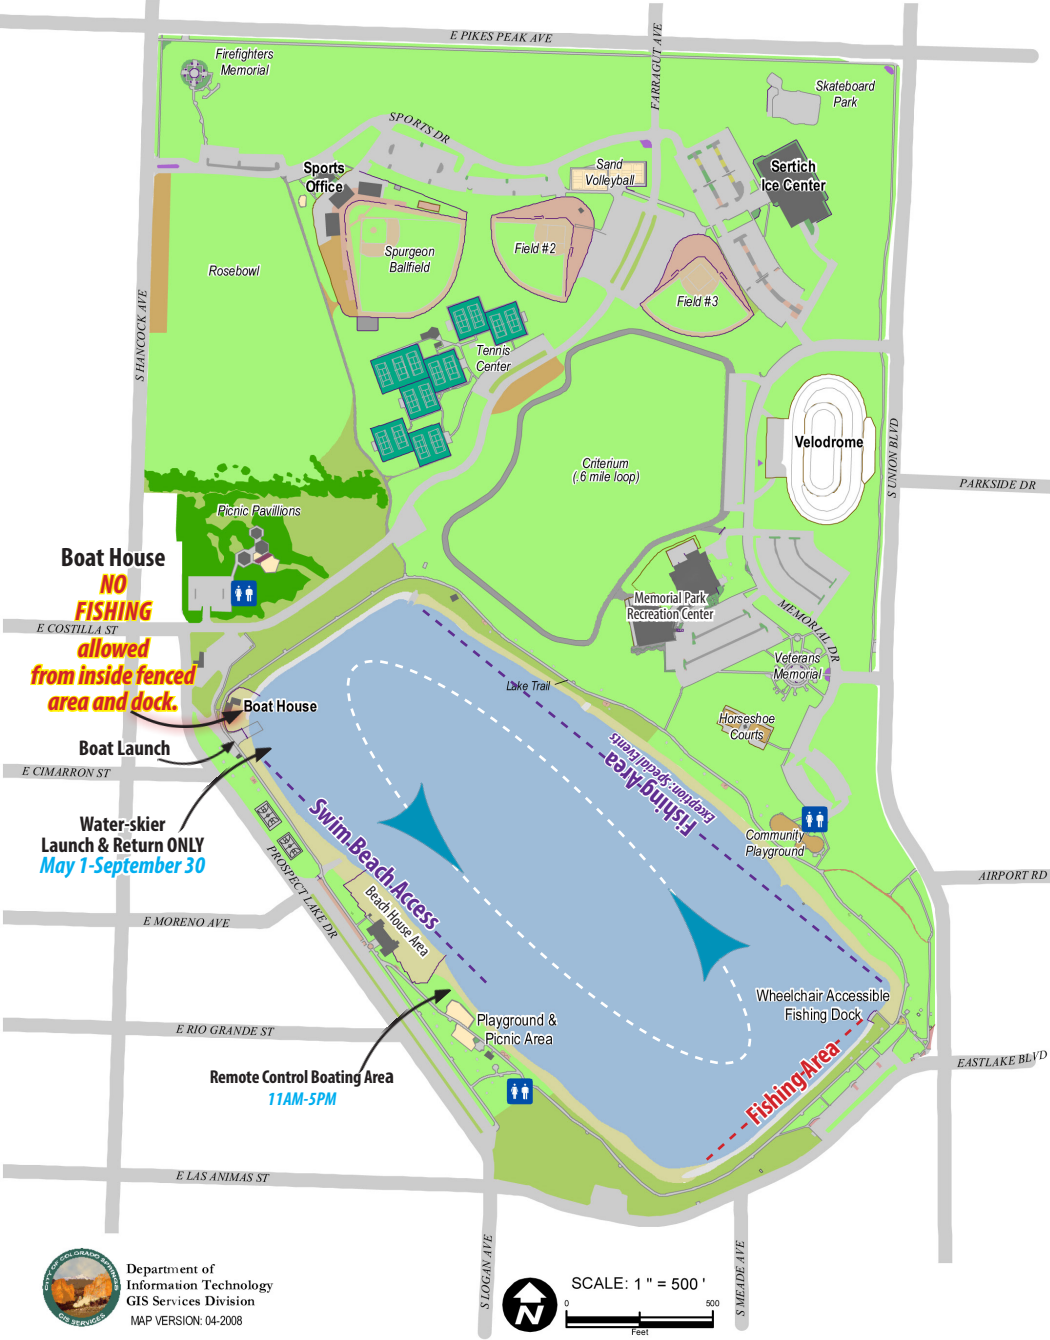 E PIKES PEAK AVE
FARRAGUT AVE
Firefighters
Memorial
Skateboard
Park
SPORTS DR
Sports
Office
Sand
Volleyball
Sertich
Ice Center
Spurgeon
Ballfield
Field #2
Field #3
Rosebowl
S HANCOCK AVE
Tennis
Center
Criterium
(.6 mile loop)
Velodrome
S UNION BLVD
PARKSIDE DR
Picnic Pavillions
Boat House
NO
FISHING
allowed
from inside fenced
area and dock.
E COSTILLA ST
Memorial Park
Recreation Center
MEMORIAL DR
Veterans
Memorial
Lake Trail
Boat House
Horseshoe
Courts
Boat Launch
E CIMARRON ST
Fishing Area
Exception: Special Events
Water-skier
Launch & Return ONLY
May 1-September 30
Swim Beach Access
Beach House Area
PROSPECT LAKE DR
Community
Playground
AIRPORT RD
E MORENO AVE
Wheelchair Accessible
Fishing Dock
Playground &
Picnic Area
E RIO GRANDE ST
Fishing Area
EASTLAKE BLVD
Remote Control Boating Area
11AM-5PM
E LAS ANIMAS ST
S LOGAN AVE
S MEADE AVE
CITY OF COLORADO SPRINGS
GIS SERVICES
Department of
Information Technology
GIS Services Division
MAP VERSION: 04-2008
N
SCALE: 1 " = 500 '
0 500
Feet